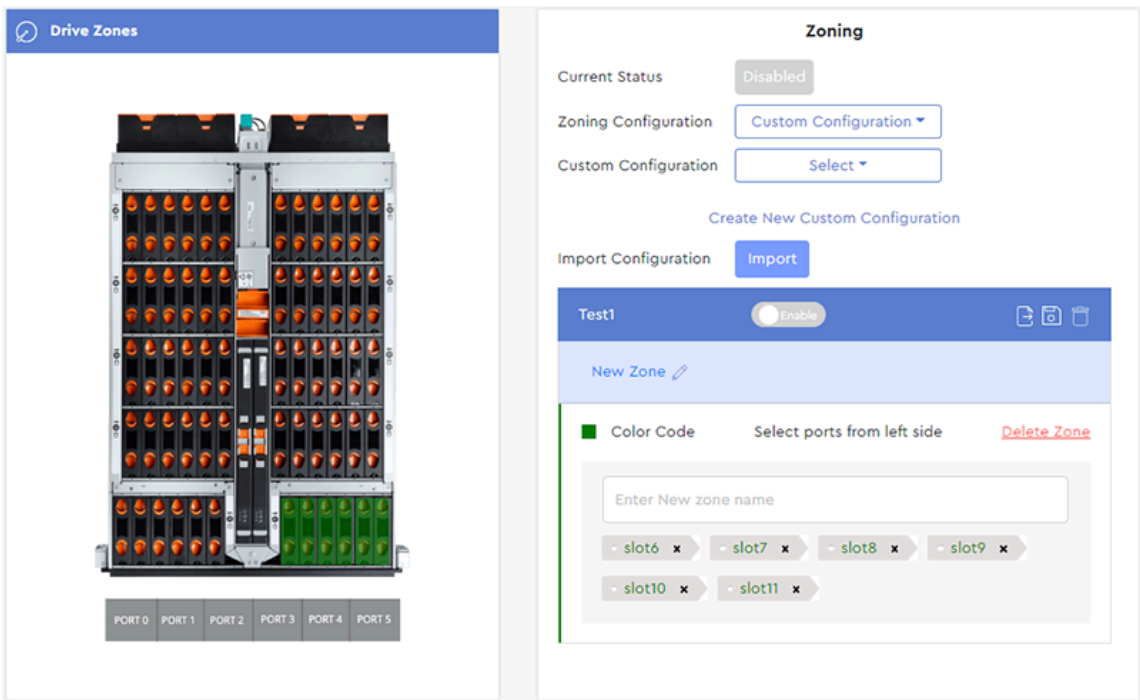 Drive Zones
PORT 0 PORT 1 PORT 2 PORT 3 PORT 4 PORT 5
Zoning
Current Status Disabled
Zoning Configuration Custom Configuration
Custom Configuration Select
Create New Custom Configuration
Import Configuration Import
Test1 Enable
New Zone
Color Code Select ports from left side Delete Zone
Enter New zone name
- slot6 x - slot7 x - slot8 x - slot9 x
- slot10 x - slot11 x